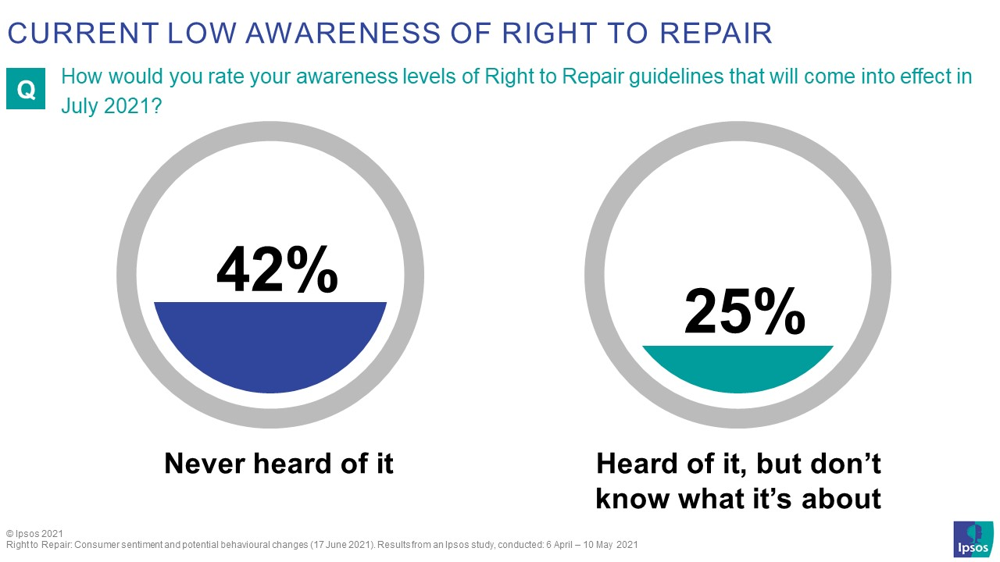 CURRENT LOW AWARENESS OF RIGHT TO REPAIR
Q
How would you rate your awareness levels of Right to Repair guidelines that will come into effect in
July 2021?
42%
25%
Never heard of it
Heard of it, but don’t
know what it’s about
© Ipsos 2021
Right to Repair: Consumer sentiment and potential behavioural changes (17 June 2021). Results from an Ipsos study, conducted: 6 April – 10 May 2021
Ipsos